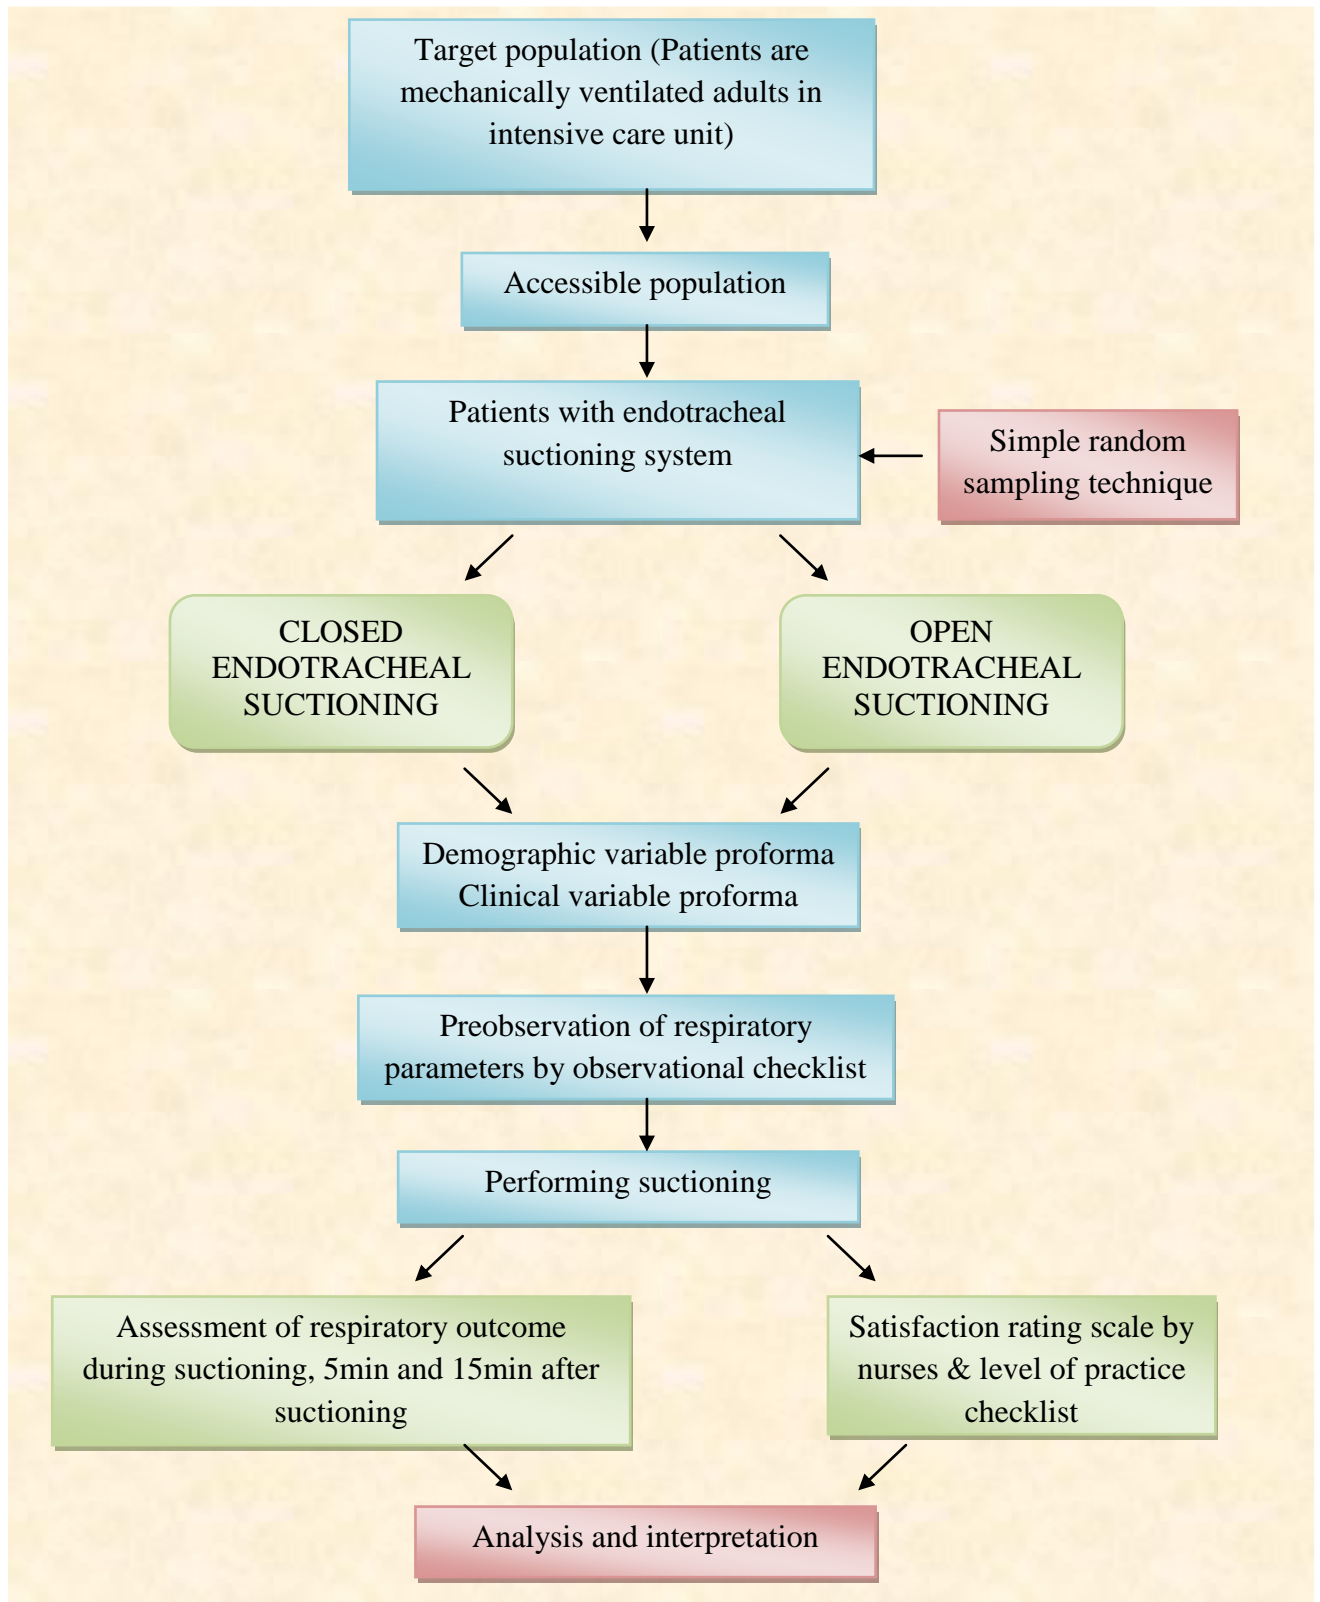 Target population (Patients are
mechanically ventilated adults in
intensive care unit)
Accessible population
Patients with endotracheal
suctioning system
Simple random
sampling technique
CLOSED
ENDOTRACHEAL
SUCTIONING
OPEN
ENDOTRACHEAL
SUCTIONING
Demographic variable proforma
Clinical variable proforma
Preobservation of respiratory
parameters by observational checklist
Performing suctioning
Assessment of respiratory outcome
during suctioning, 5min and 15min after
suctioning
Satisfaction rating scale by
nurses & level of practice
checklist
Analysis and interpretation